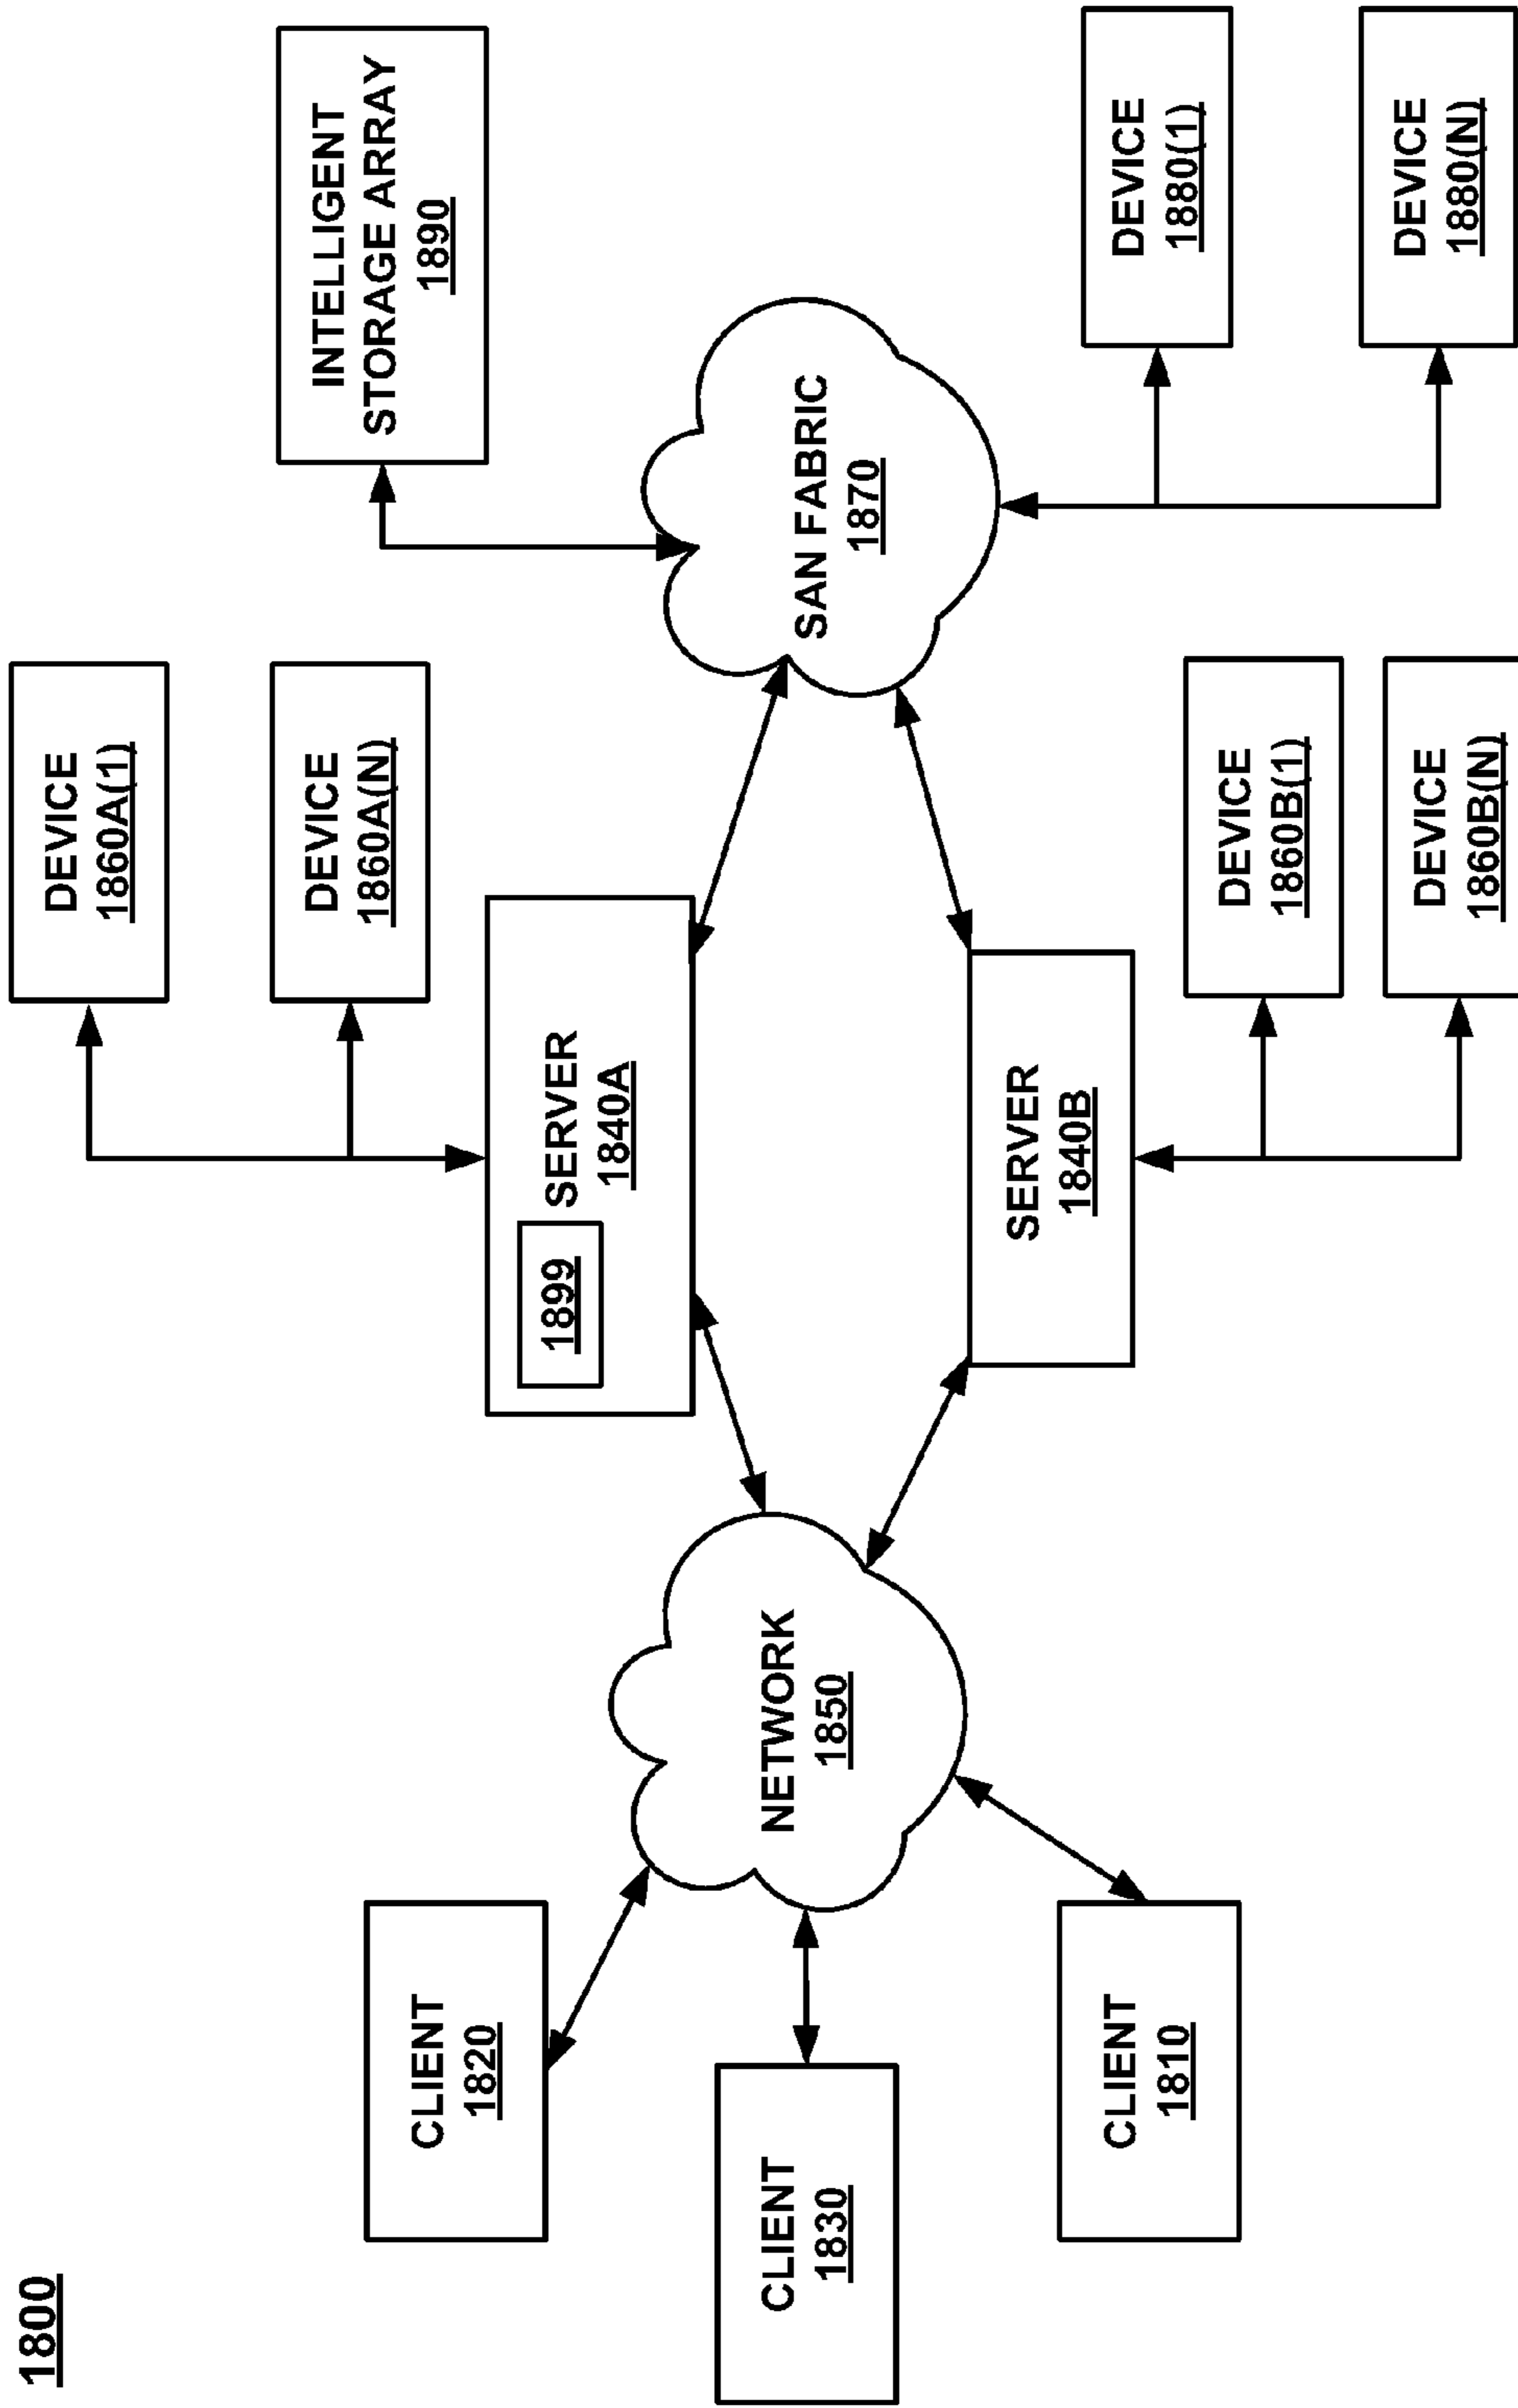 1800
DEVICE
1860A(1)
DEVICE
1860A(N)
INTELLIGENT
STORAGE ARRAY
1890
CLIENT
1820
1899
SERVER
1840A
CLIENT
1830
NETWORK
1850
SAN FABRIC
1870
CLIENT
1810
SERVER
1840B
DEVICE
1860B(1)
DEVICE
1860B(N)
DEVICE
1880(1)
DEVICE
1880(N)